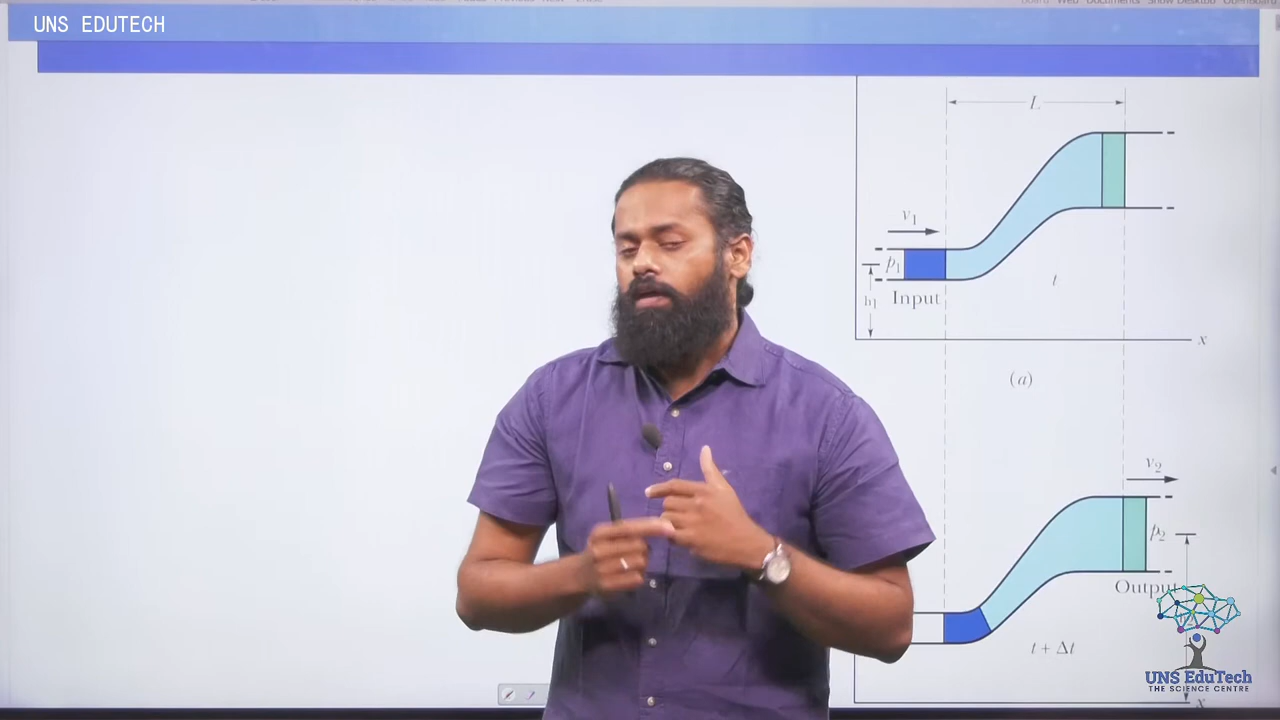 UNS EDUTECH
L
v1
p1
h1
Input
t
x
(a)
v2
p2
Output
t + Δt
x
UNS EduTech
THE SCIENCE CENTRE